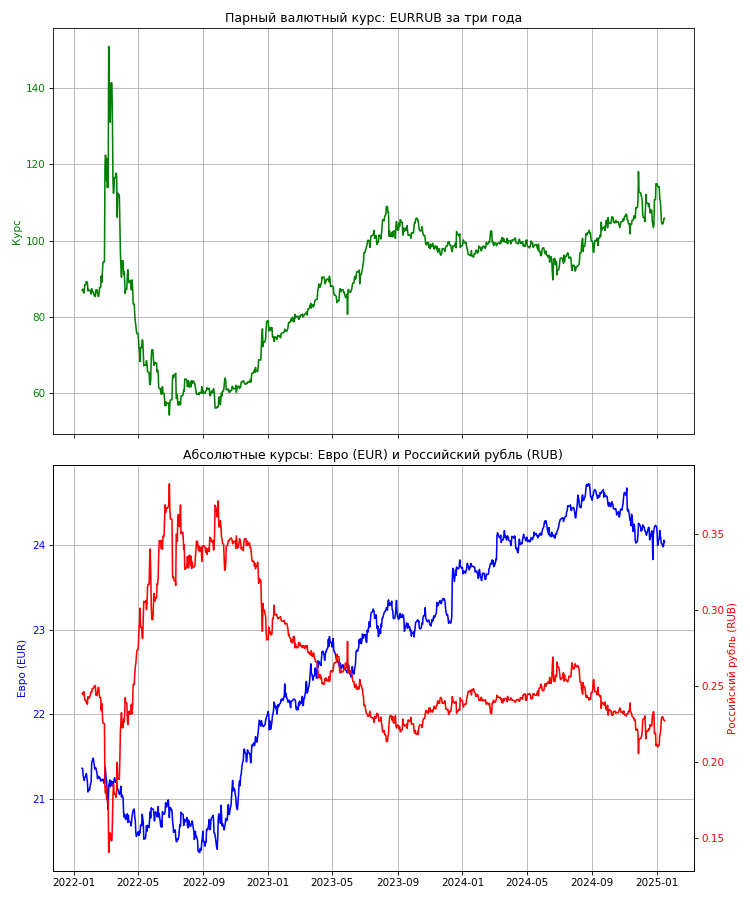 Парный валютный курс: EURRUB за три года
Курс
140
120
100
80
60
Абсолютные курсы: Евро (EUR) и Российский рубль (RUB)
Евро (EUR)
24
23
22
21
0.35
0.30
0.25
0.20
0.15
Российский рубль (RUB)
2022-01 2022-05 2022-09 2023-01 2023-05 2023-09 2024-01 2024-05 2024-09 2025-01